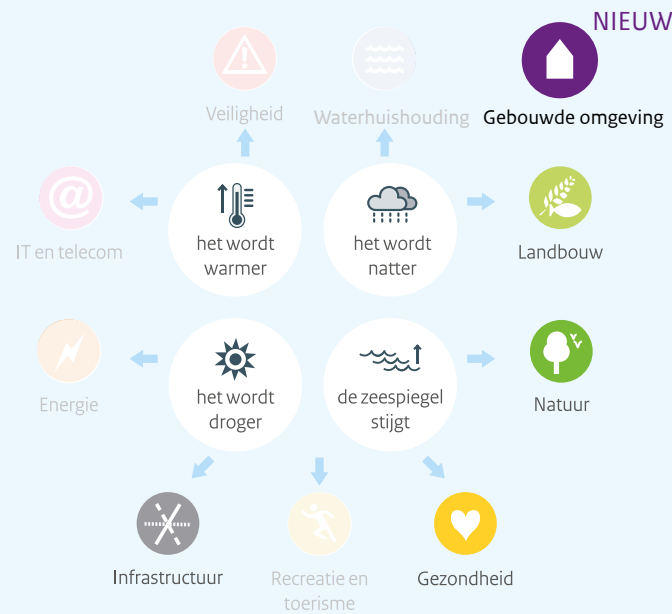 NIEUW
Veiligheid
Waterhuishouding
Gebouwde omgeving
@
IT en telecom
het wordt
warmer
het wordt
natter
Landbouw
Energie
het wordt
droger
de zeespiegel
stijgt
Natuur
Infrastructuur
Recreatie en
toerisme
Gezondheid